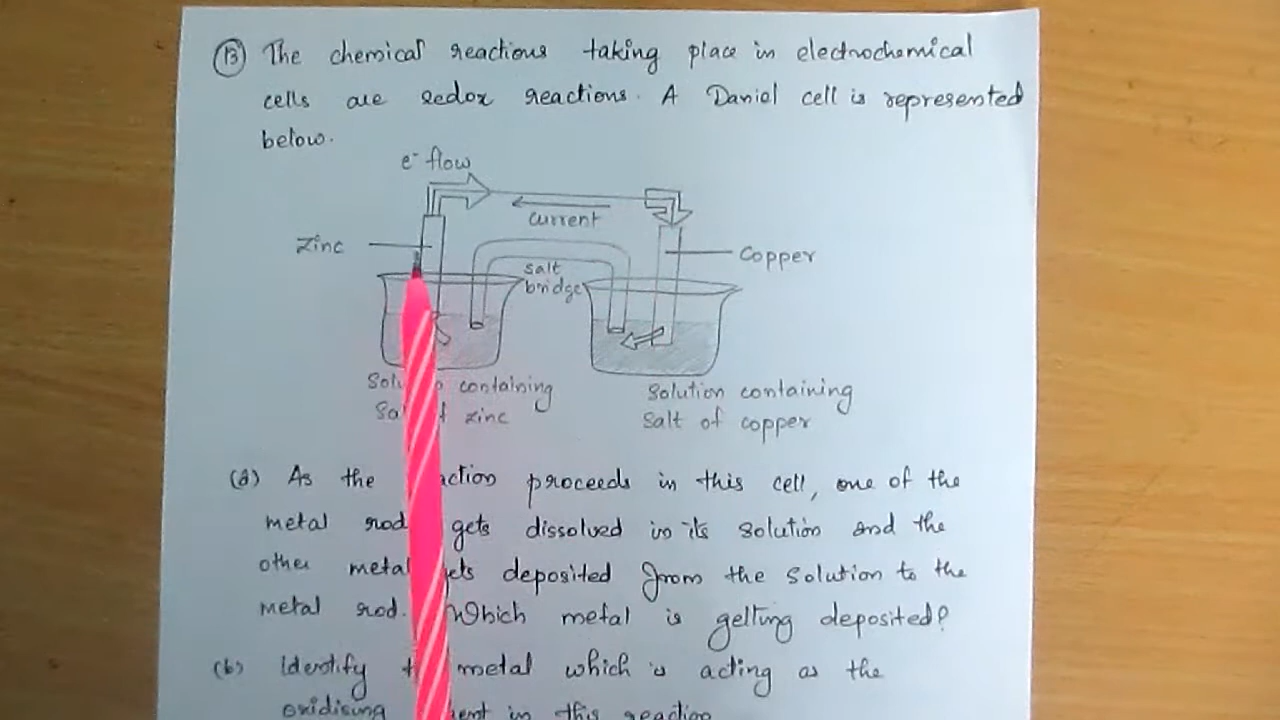 13 The chemical reactions taking place in electrochemical
cells are redox reactions. A Daniel cell is represented
below.
e⁻ flow
current
Zinc
Copper
salt
bridge
containing
zinc
Solution containing
Salt of copper
(a) As the proceeds in this cell, one of the
metal gets dissolved in its solution and the
other metal deposited from the solution to the
metal rod. Which metal is getting deposited?
(b) Identify metal which is acting as the
oxidising in this reaction